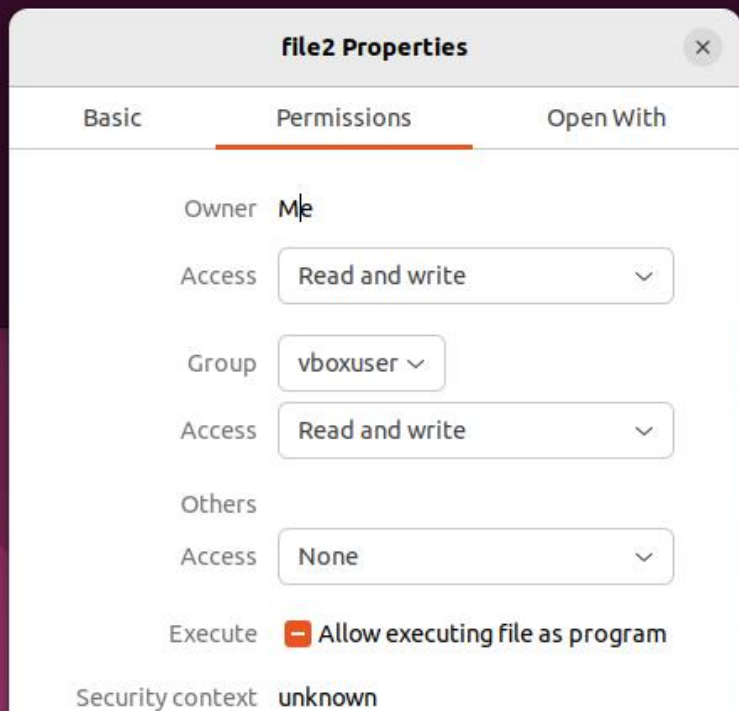 file2 Properties
Basic Permissions Open With
Owner Me
Access Read and write
Group vboxuser
Access Read and write
Others
Access None
Execute Allow executing file as program
Security context unknown